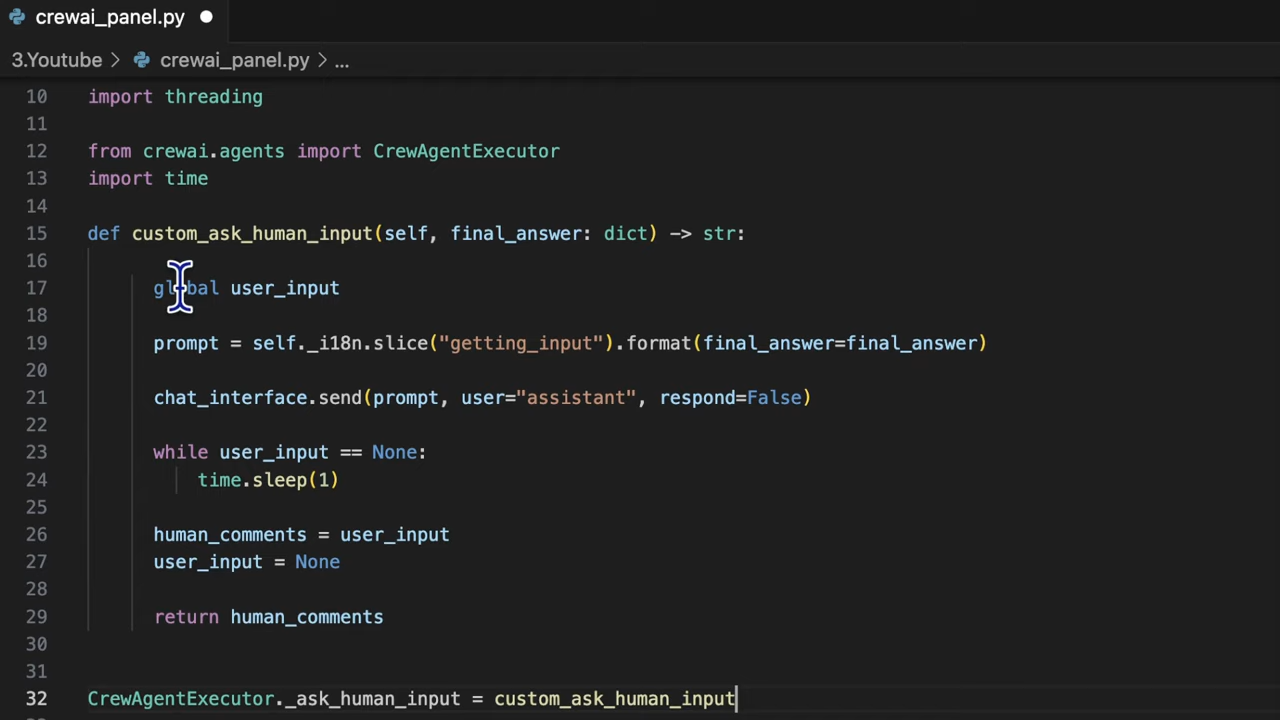 crewai_panel.py
3.Youtube > crewai_panel.py > ...
10 import threading
11
12 from crewai.agents import CrewAgentExecutor
13 import time
14
15 def custom_ask_human_input(self, final_answer: dict) -> str:
16
17 global user_input
18
19 prompt = self._i18n.slice("getting_input").format(final_answer=final_answer)
20
21 chat_interface.send(prompt, user="assistant", respond=False)
22
23 while user_input == None:
24 time.sleep(1)
25
26 human_comments = user_input
27 user_input = None
28
29 return human_comments
30
31
32 CrewAgentExecutor._ask_human_input = custom_ask_human_input